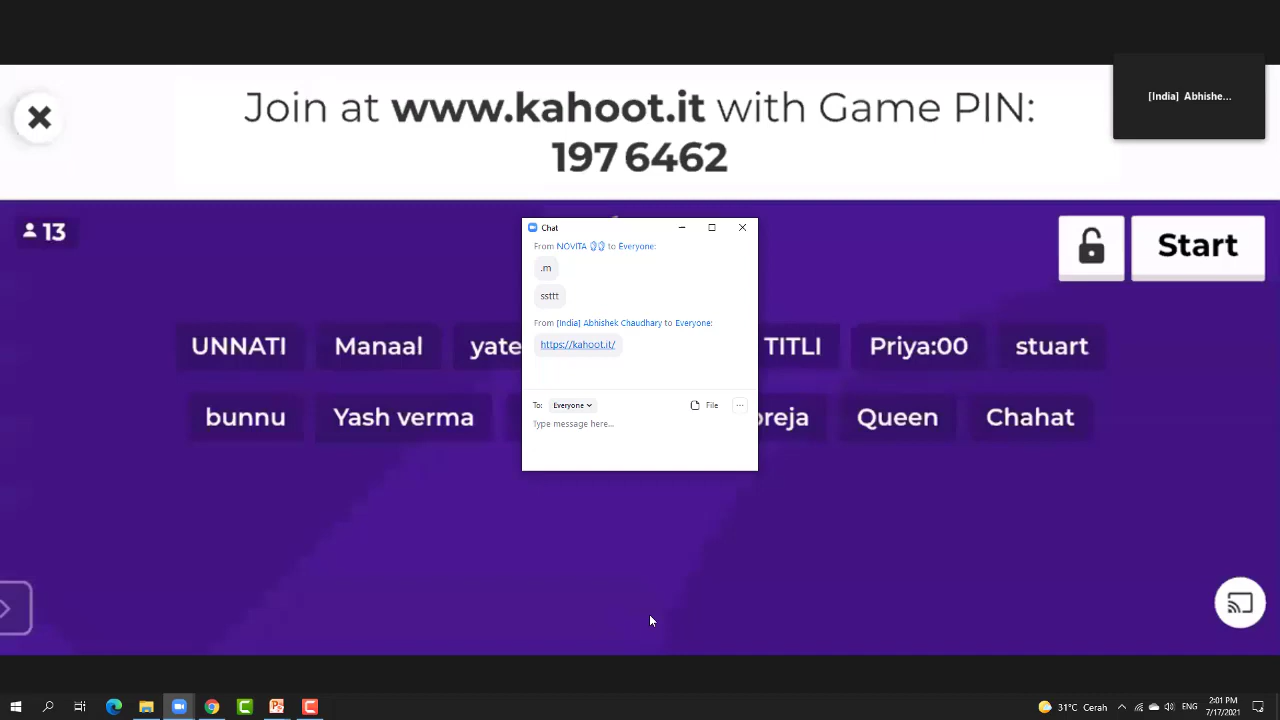 Join at www.kahoot.it with Game PIN:
197 6462
[India] Abhishe...
13
Start
Chat
From NOVITA to Everyone:
.m
ssttt
From [India] Abhishek Chaudhary to Everyone:
https://kahoot.it/
To: Everyone
File
Type message here...
UNNATI Manaal TITLI Priya:00 stuart
bunnu Yash verma Queen Chahat
31°C Cerah
ENG
2:01 PM
7/17/2021